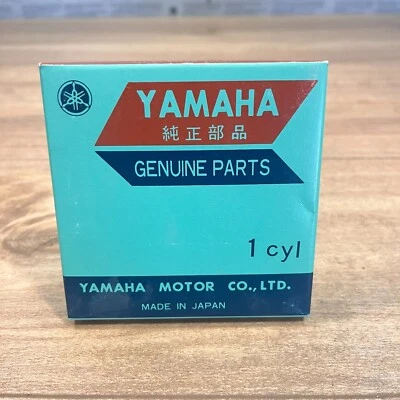 YAMAHA
純正部品
GENUINE PARTS
1 cyl
YAMAHA MOTOR CO., LTD.
MADE IN JAPAN